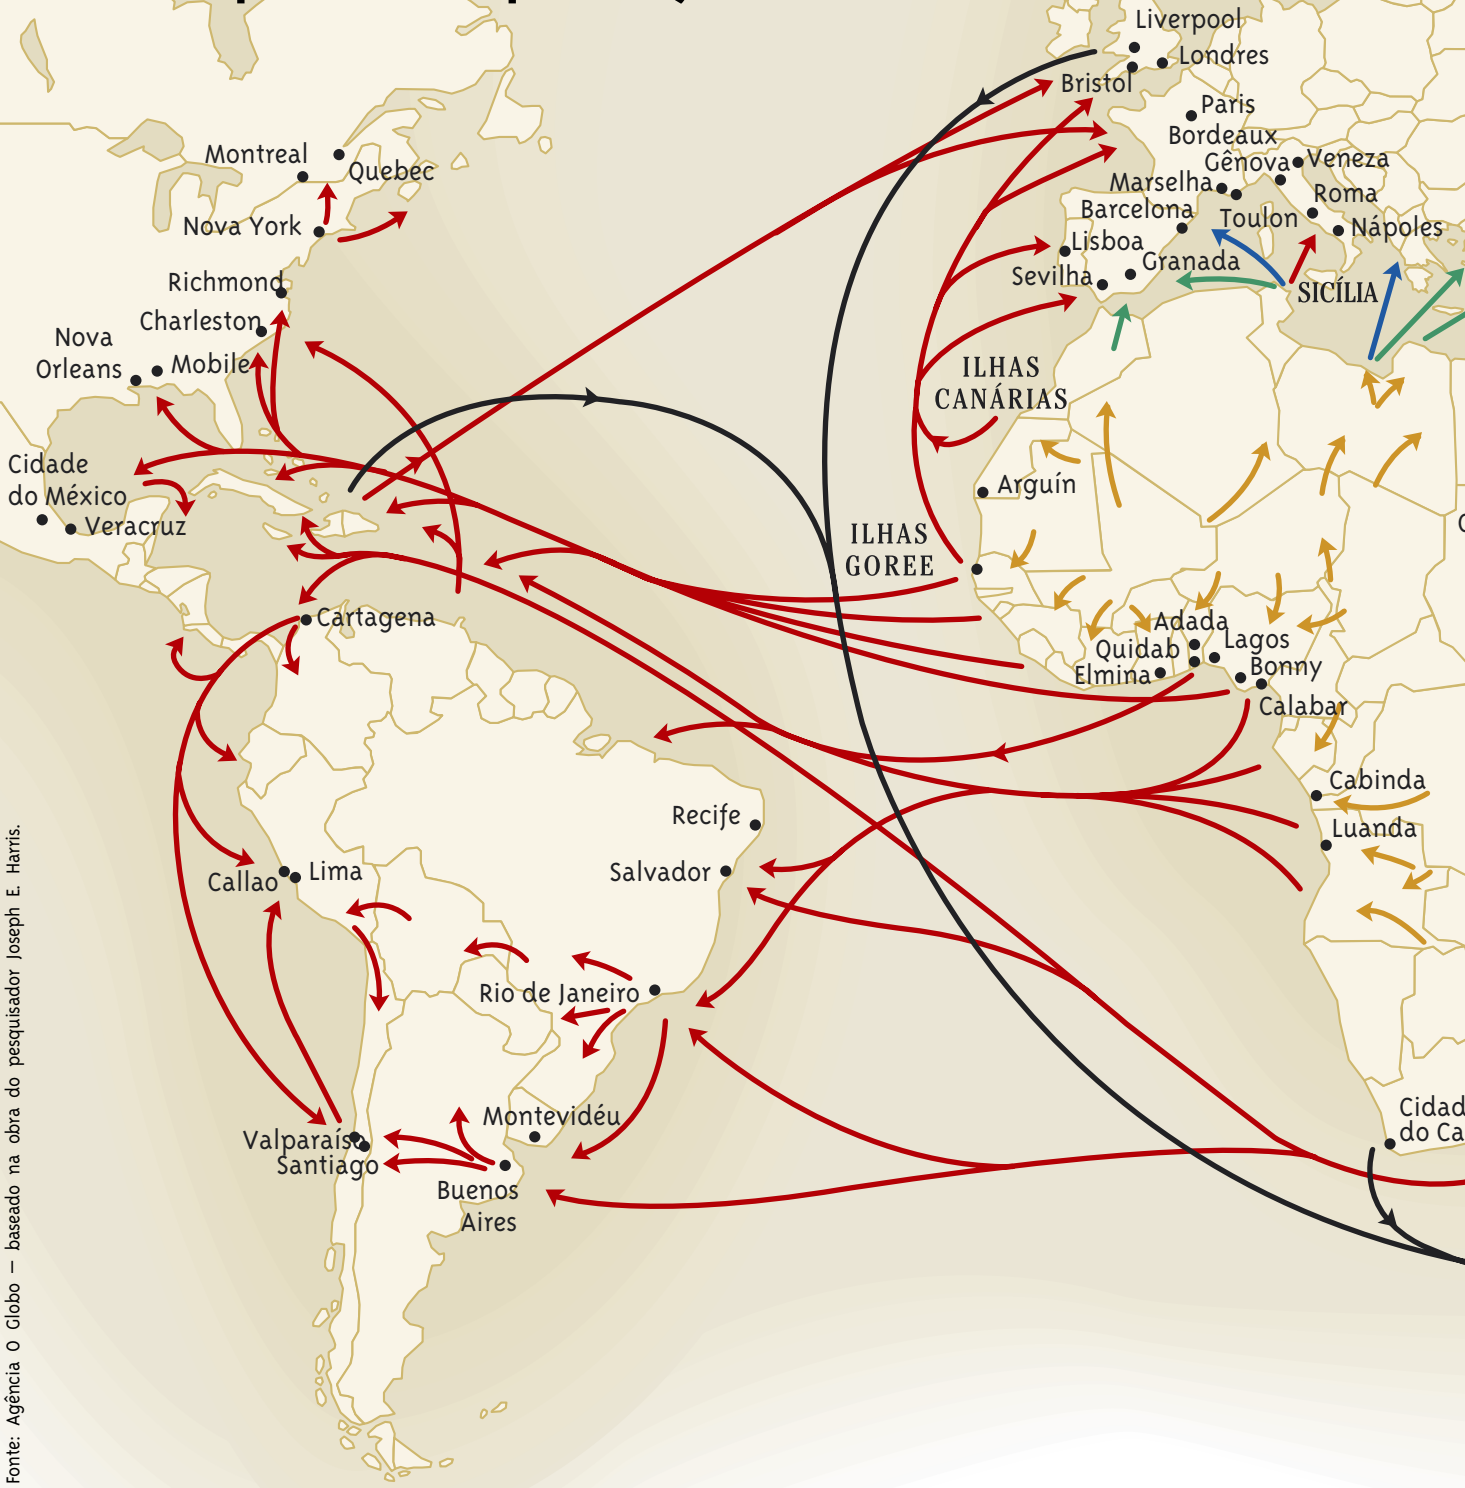 Liverpool
Londres
Bristol
Paris
Bordeaux
Gênova
Veneza
Marselha
Roma
Barcelona
Toulon
Nápoles
Lisboa
Granada
Sevilha
SICÍLIA
Montreal
Quebec
Nova York
Richmond
Charleston
Nova
Orleans
Mobile
ILHAS
CANÁRIAS
Cidade
do México
Veracruz
Arguín
ILHAS
GOREE
Cartagena
Adada
Quidab
Lagos
Elmina
Bonny
Calabar
Cabinda
Luanda
Recife
Salvador
Callao
Lima
Rio de Janeiro
Montevidéu
Valparaíso
Santiago
Buenos
Aires
Cidad
do Ca
Fonte: Agência O Globo – baseado na obra do pesquisador Joseph E. Harris.